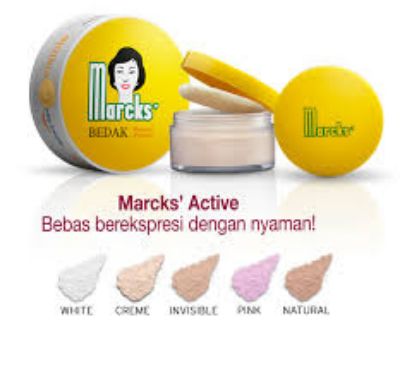 Marcks'
BEDAK
Marcks'
Marcks' Active
Bebas berekspresi dengan nyaman!
WHITE CREME INVISIBLE PINK NATURAL